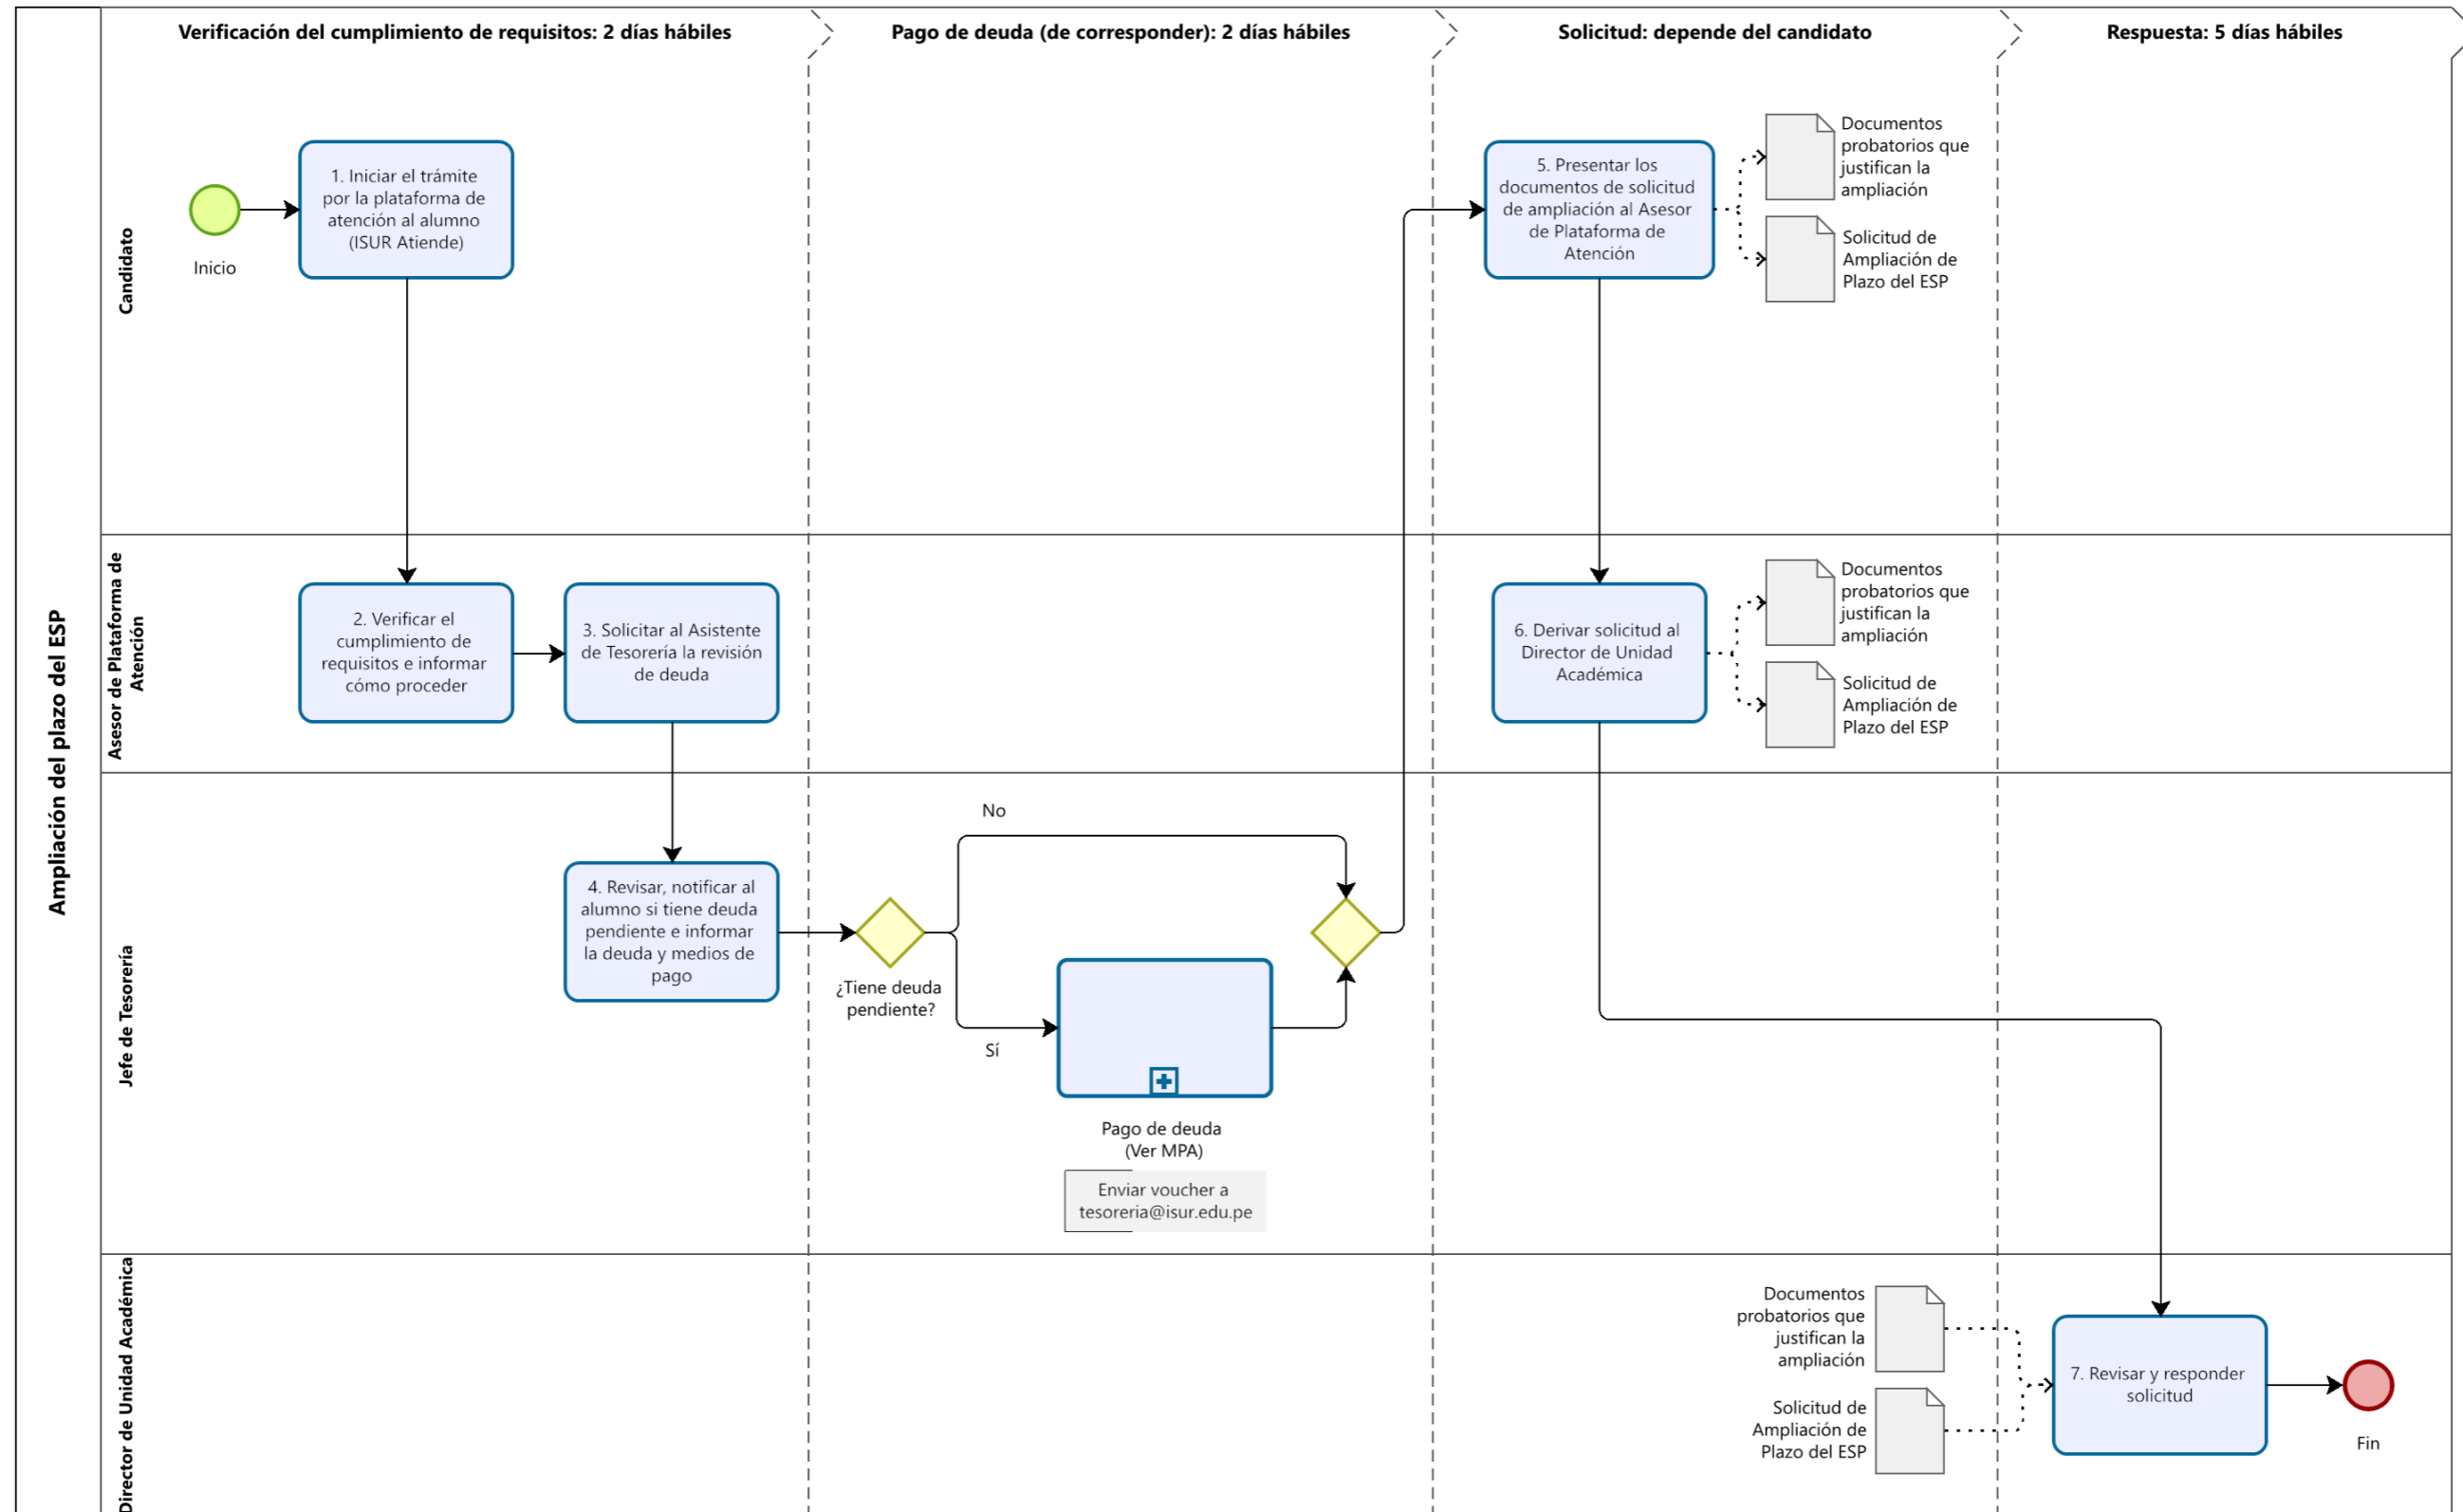 Verificación del cumplimiento de requisitos: 2 días hábiles
Pago de deuda (de corresponder): 2 días hábiles
Solicitud: depende del candidato
Respuesta: 5 días hábiles
Ampliación del plazo del ESP
Candidato
Inicio
1. Iniciar el trámite
por la plataforma de
atención al alumno
(ISUR Atiende)
5. Presentar los
documentos de solicitud
de ampliación al Asesor
de Plataforma de
Atención
Documentos
probatorios que
justifican la
ampliación
Solicitud de
Ampliación de
Plazo del ESP
Asesor de Plataforma de
Atención
2. Verificar el
cumplimiento de
requisitos e informar
cómo proceder
3. Solicitar al Asistente
de Tesorería la revisión
de deuda
6. Derivar solicitud al
Director de Unidad
Académica
Documentos
probatorios que
justifican la
ampliación
Solicitud de
Ampliación de
Plazo del ESP
Jefe de Tesorería
4. Revisar, notificar al
alumno si tiene deuda
pendiente e informar
la deuda y medios de
pago
¿Tiene deuda
pendiente?
No
Sí
Pago de deuda
(Ver MPA)
Enviar voucher a
tesoreria@isur.edu.pe
Director de Unidad Académica
Documentos
probatorios que
justifican la
ampliación
Solicitud de
Ampliación de
Plazo del ESP
7. Revisar y responder
solicitud
Fin